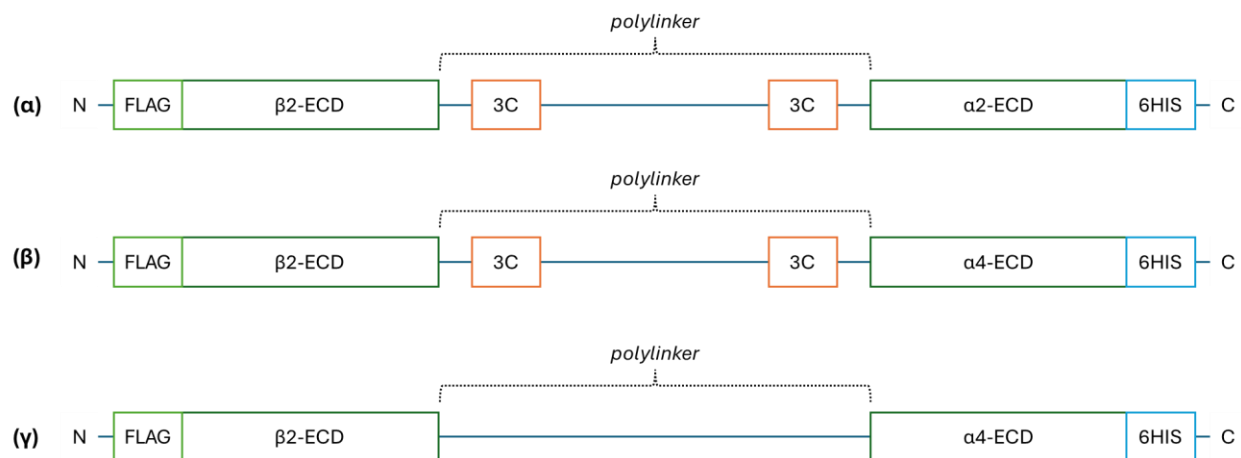 polylinker
(α) N FLAG β2-ECD 3C 3C α2-ECD 6HIS C
polylinker
(β) N FLAG β2-ECD 3C 3C α4-ECD 6HIS C
polylinker
(γ) N FLAG β2-ECD α4-ECD 6HIS C